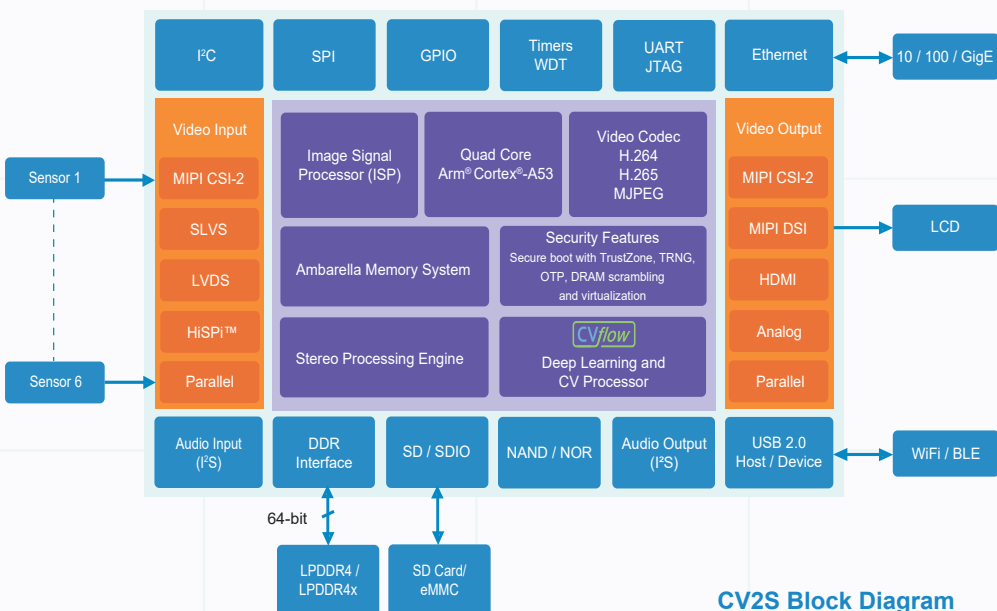 I²C
SPI
GPIO
Timers
WDT
UART
JTAG
Ethernet
10 / 100 / GigE
Video Input
MIPI CSI-2
SLVS
LVDS
HiSPi™
Parallel
Sensor 1
Sensor 6
Image Signal
Processor (ISP)
Quad Core
Arm® Cortex®-A53
Video Codec
H.264
H.265
MJPEG
Ambarella Memory System
Security Features
Secure boot with TrustZone, TRNG,
OTP, DRAM scrambling
and virtualization
Stereo Processing Engine
CVflow
Deep Learning and
CV Processor
Video Output
MIPI CSI-2
MIPI DSI
HDMI
Analog
Parallel
LCD
Audio Input
(I²S)
DDR
Interface
SD / SDIO
NAND / NOR
Audio Output
(I²S)
USB 2.0
Host / Device
WiFi / BLE
64-bit
LPDDR4 /
LPDDR4x
SD Card/
eMMC
CV2S Block Diagram